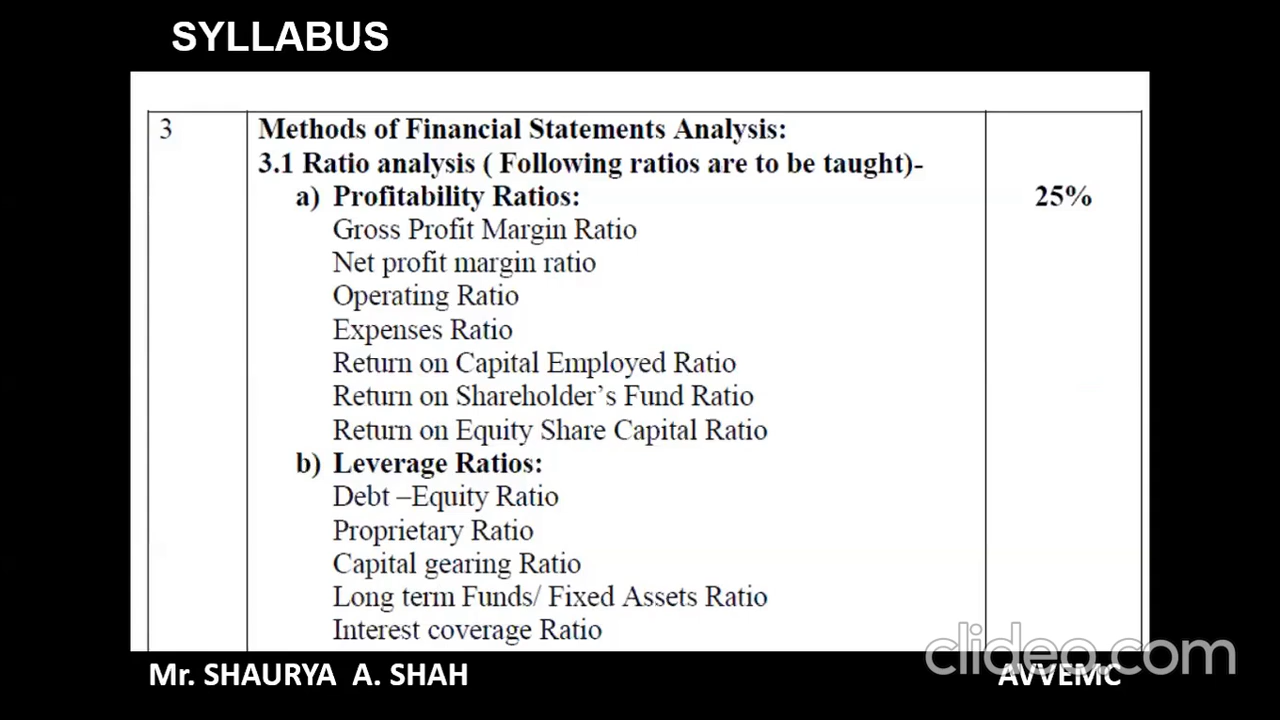 SYLLABUS
3
Methods of Financial Statements Analysis:
3.1 Ratio analysis ( Following ratios are to be taught)-
a) Profitability Ratios:
25%
Gross Profit Margin Ratio
Net profit margin ratio
Operating Ratio
Expenses Ratio
Return on Capital Employed Ratio
Return on Shareholder’s Fund Ratio
Return on Equity Share Capital Ratio
b) Leverage Ratios:
Debt –Equity Ratio
Proprietary Ratio
Capital gearing Ratio
Long term Funds/ Fixed Assets Ratio
Interest coverage Ratio
clideo.com
Mr. SHAURYA A. SHAH
AVVEMC